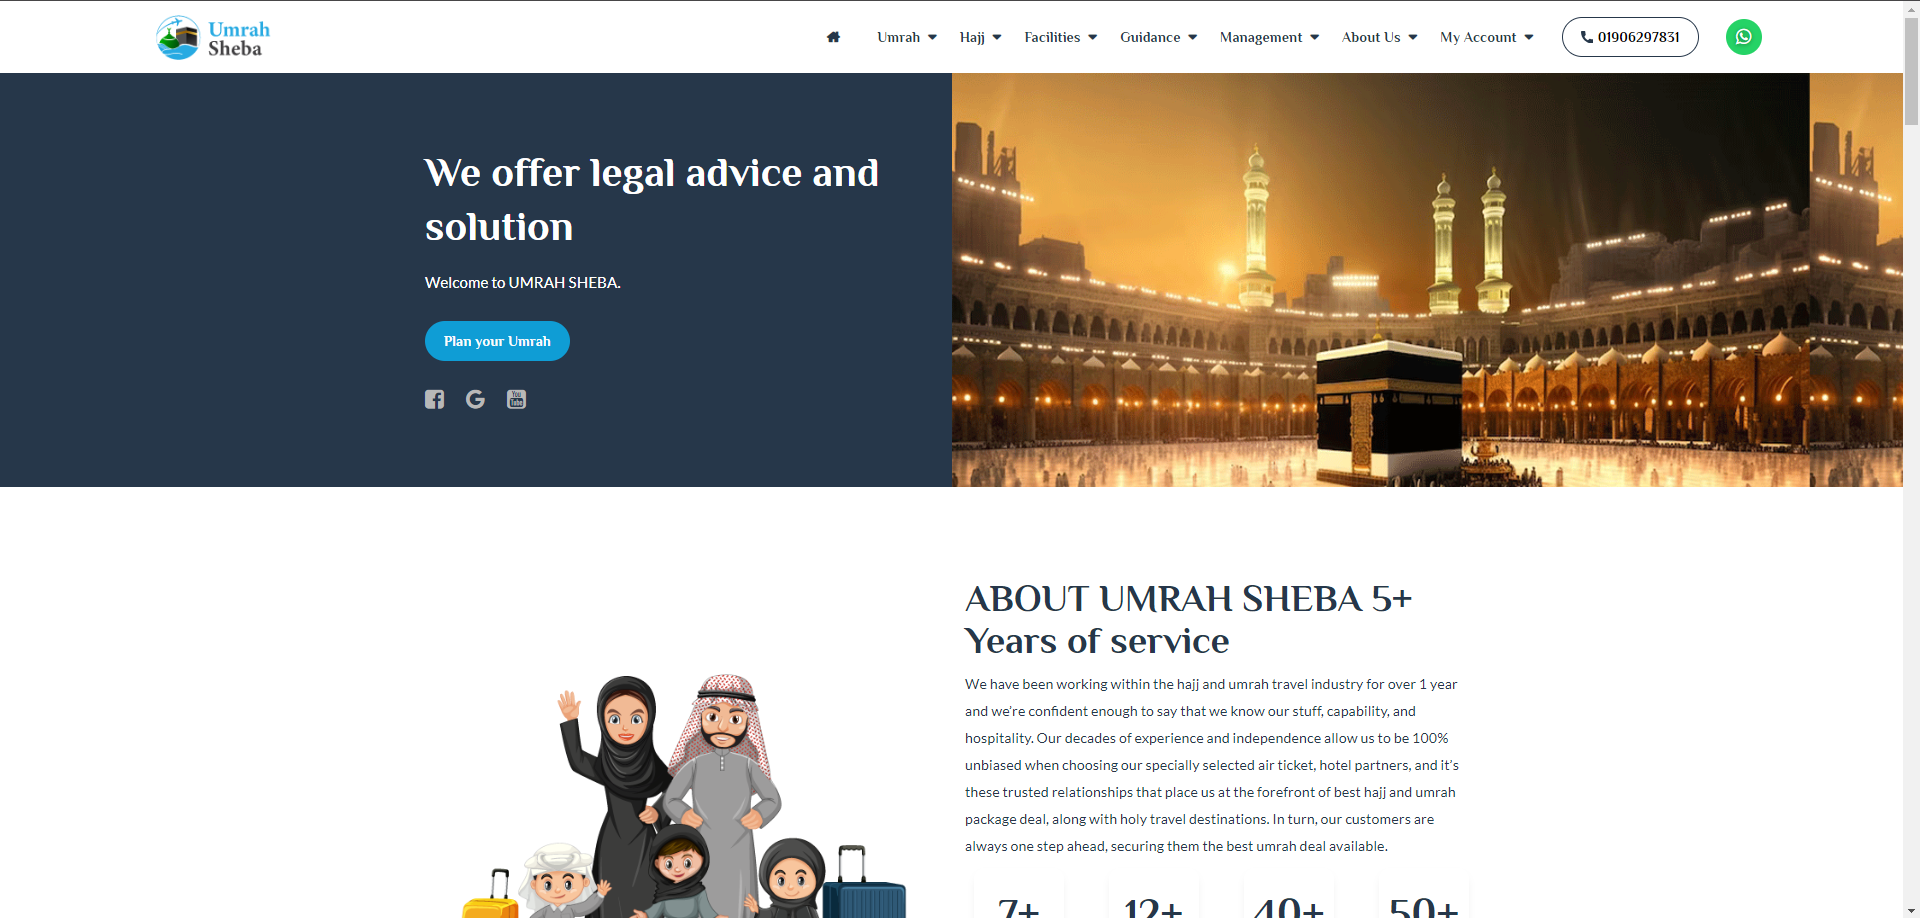 Umrah
Sheba
Umrah
Hajj
Facilities
Guidance
Management
About Us
My Account
01906297831
We offer legal advice and
solution
Welcome to UMRAH SHEBA.
Plan your Umrah
You
Tube
ABOUT UMRAH SHEBA 5+
Years of service
We have been working within the hajj and umrah travel industry for over 1 year
and we're confident enough to say that we know our stuff, capability, and
hospitality. Our decades of experience and independence allow us to be 100%
unbiased when choosing our specially selected air ticket, hotel partners, and it's
these trusted relationships that place us at the forefront of best hajj and umrah
package deal, along with holy travel destinations. In turn, our customers are
always one step ahead, securing them the best umrah deal available.
7+
12+
40+
50+